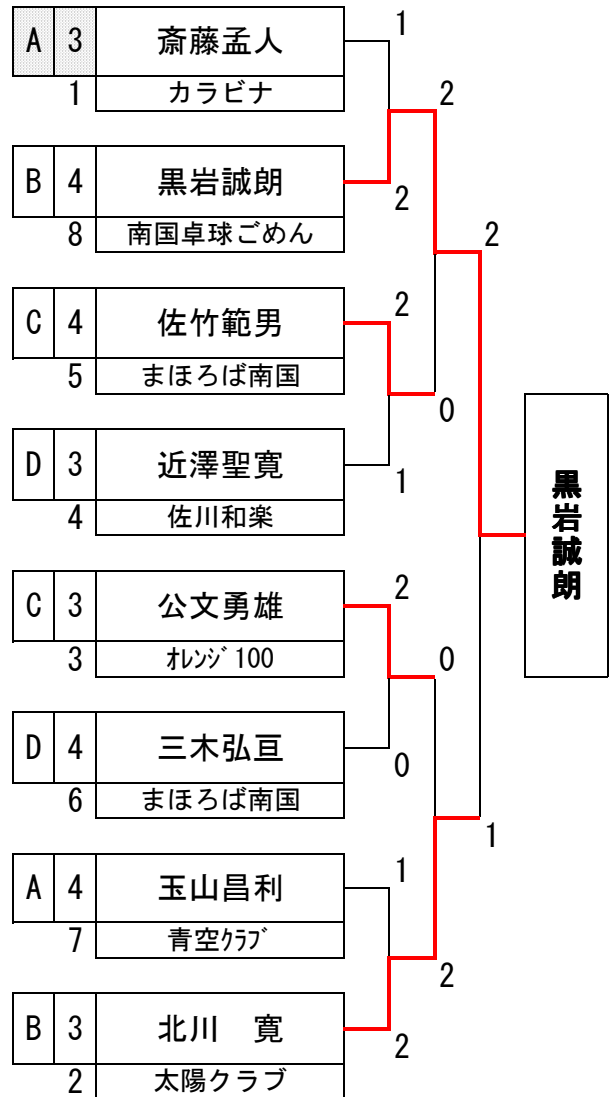 A 3 斎藤孟人 1
1 カラビナ 2
B 4 黒岩誠朗 2
8 南国卓球ごめん 2
C 4 佐竹範男 2
5 まほろば南国 0
D 3 近澤聖寛 1
4 佐川和楽
黒岩誠朗
C 3 公文勇雄 2
3 ｵﾚﾝｼﾞ100 0
D 4 三木弘亘 0
6 まほろば南国 1
A 4 玉山昌利 1
7 青空ｸﾗﾌﾞ 2
B 3 北川　寛 2
2 太陽クラブ